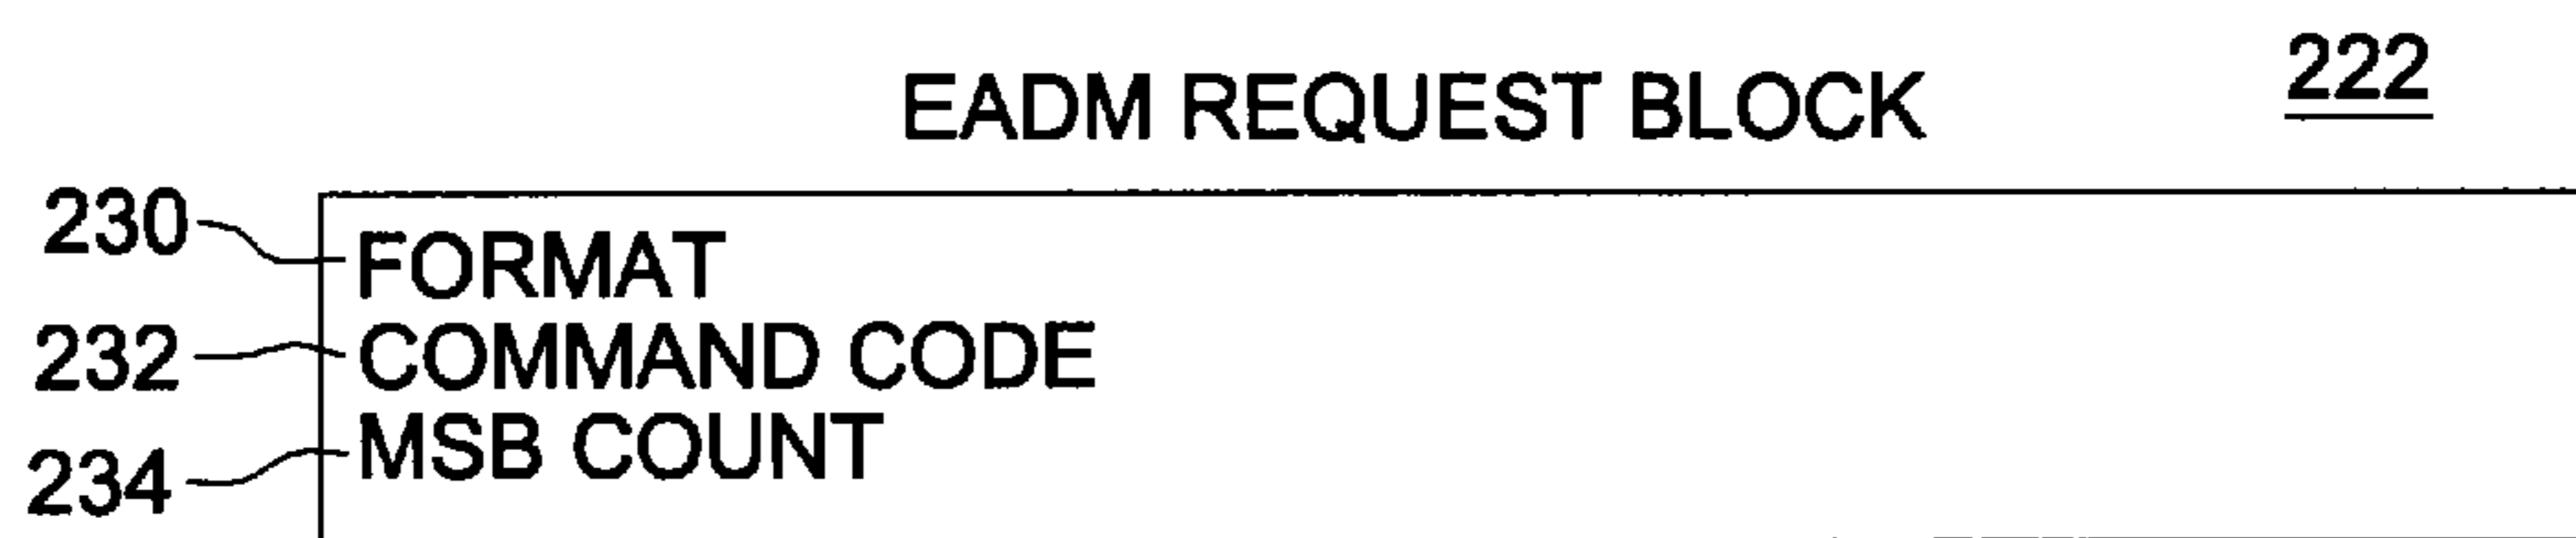 222
EADM REQUEST BLOCK
230 FORMAT
232 COMMAND CODE
234 MSB COUNT